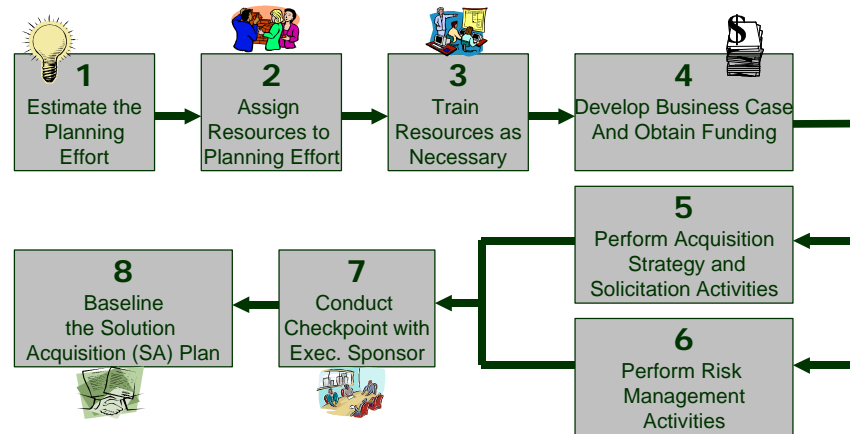 1
Estimate the
Planning
Effort
2
Assign
Resources to
Planning Effort
3
Train
Resources as
Necessary
$
4
Develop Business Case
And Obtain Funding
5
Perform Acquisition
Strategy and
Solicitation Activities
6
Perform Risk
Management
Activities
7
Conduct
Checkpoint with
Exec. Sponsor
8
Baseline
the Solution
Acquisition (SA) Plan